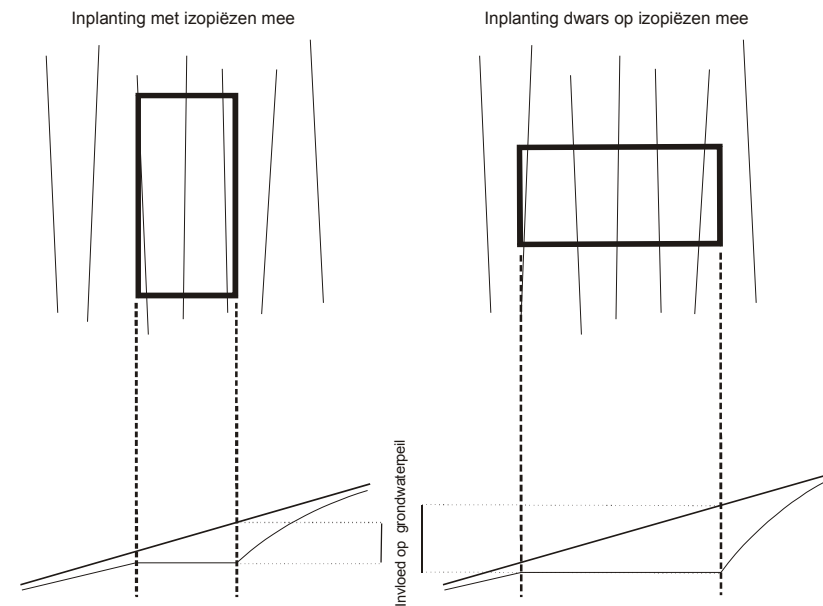 Inplanting met izopiëzen mee
Inplanting dwars op izopiëzen mee
Invloed op grondwaterpeil